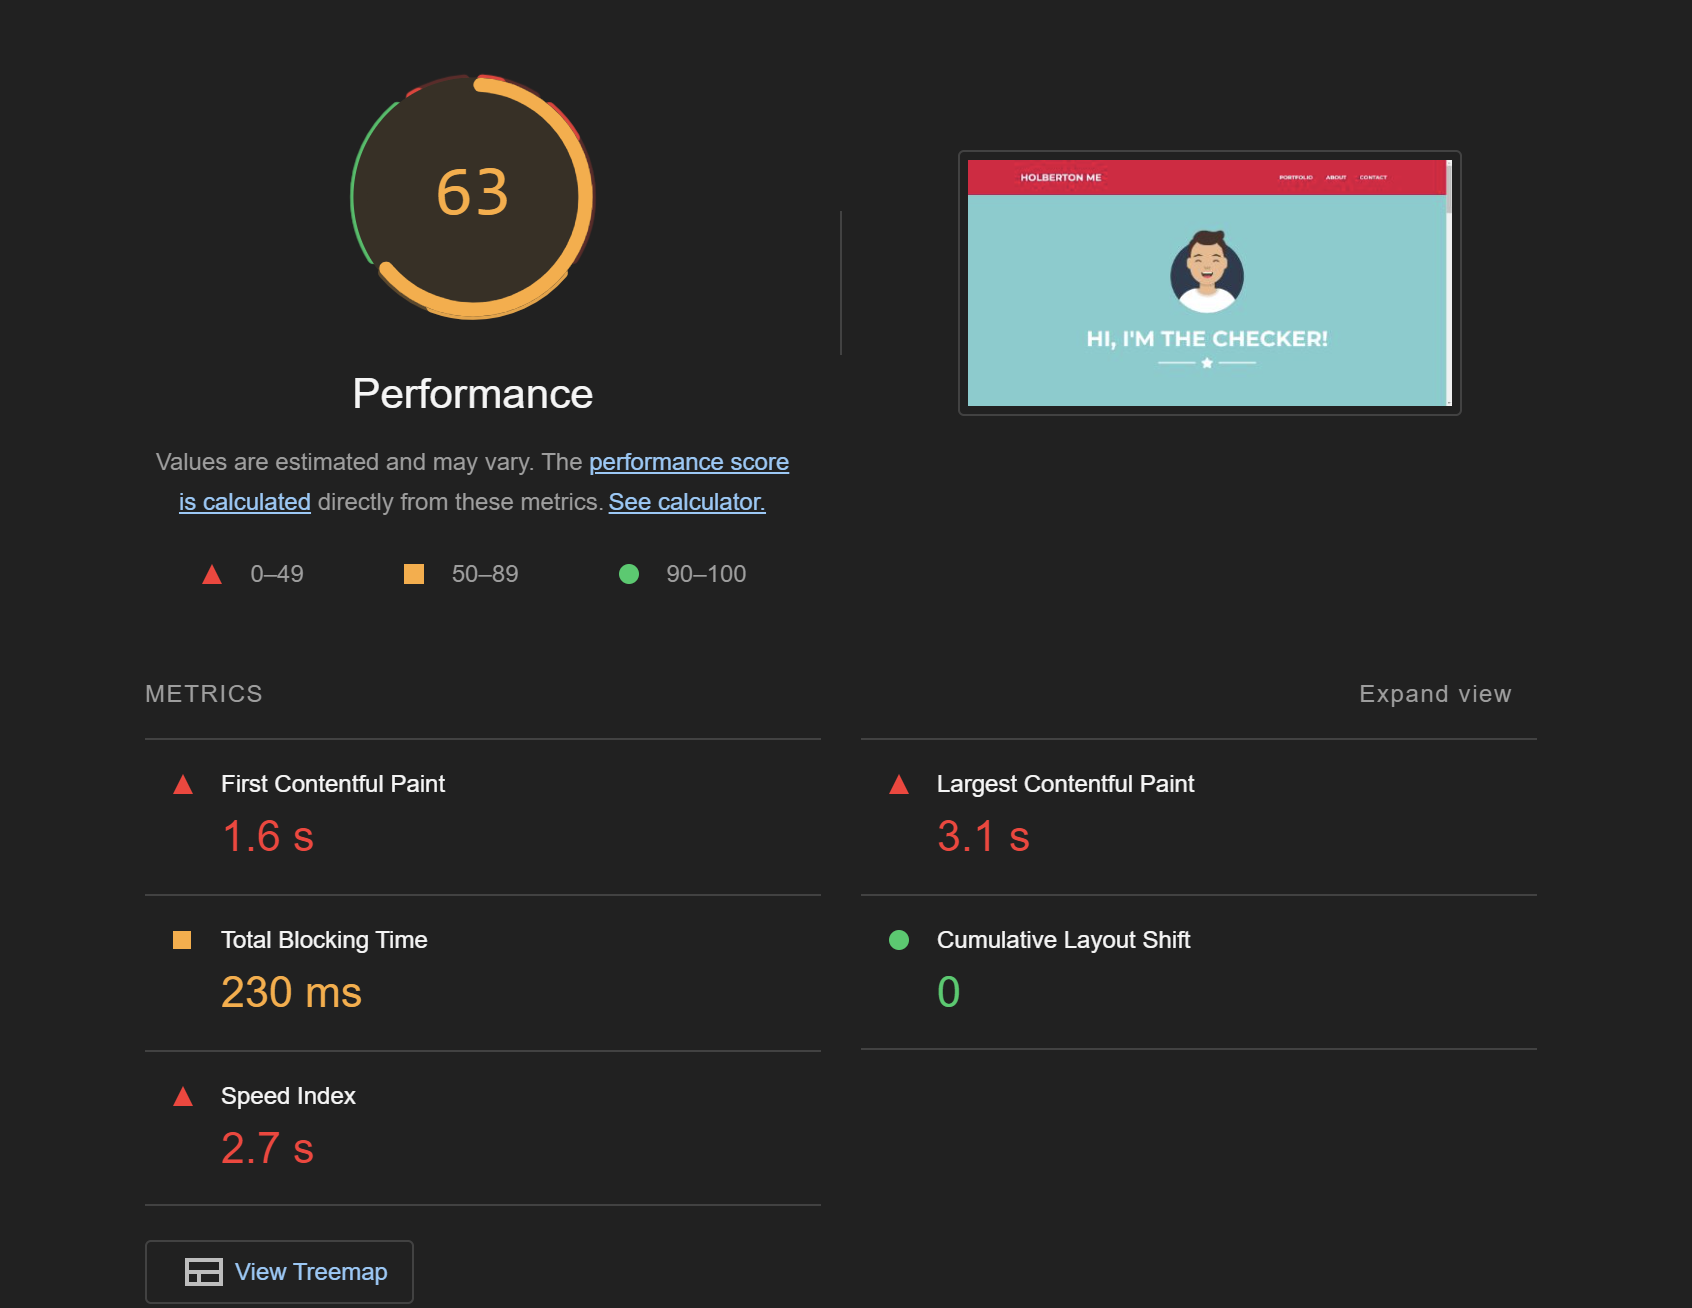 63
Performance
Values are estimated and may vary. The performance score
is calculated directly from these metrics. See calculator.
0–49
50–89
90–100
HOLBERTON ME
PORTFOLIO ABOUT CONTACT
HI, I'M THE CHECKER!
METRICS
Expand view
First Contentful Paint
1.6 s
Largest Contentful Paint
3.1 s
Total Blocking Time
230 ms
Cumulative Layout Shift
0
Speed Index
2.7 s
View Treemap